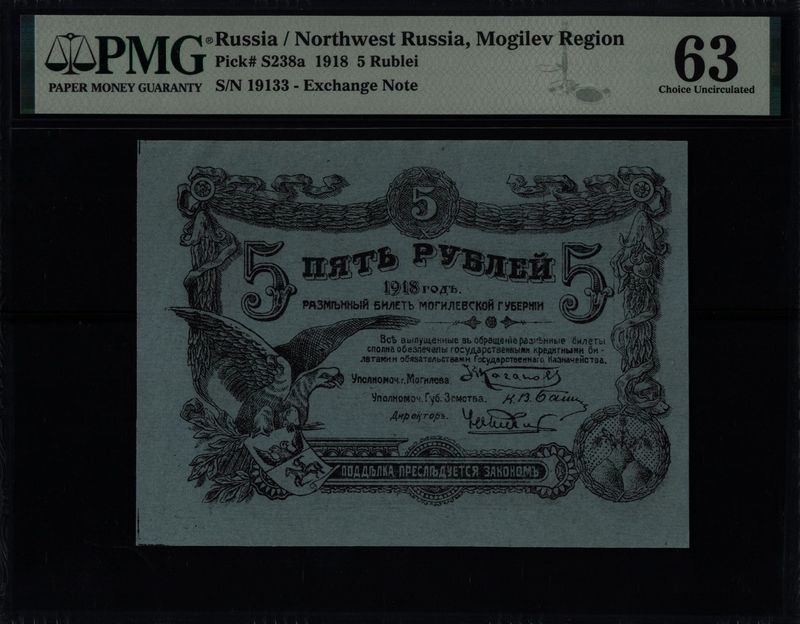 PMG® Russia / Northwest Russia, Mogilev Region
PAPER MONEY GUARANTY
Pick# S238a 1918 5 Rublei
S/N 19133 - Exchange Note
63
Choice Uncirculated
5
5 ПЯТЬ РУБЛЕЙ 5
1918 годъ.
РАЗМѢННЫЙ БИЛЕТЪ МОГИЛЕВСКОЙ ГУБЕРНІИ
Всѣ выпущенные въ обращеніе размѣнные билеты
сполна обезпечены государственными кредитными би-
летами и обязательствами Государственнаго Казначейства.
Уполномоч. г. Могилева
Уполномоч. Губ. Земства.
Директоръ.
ПОДДѢЛКА ПРЕСЛѢДУЕТСЯ ЗАКОНОМЪ